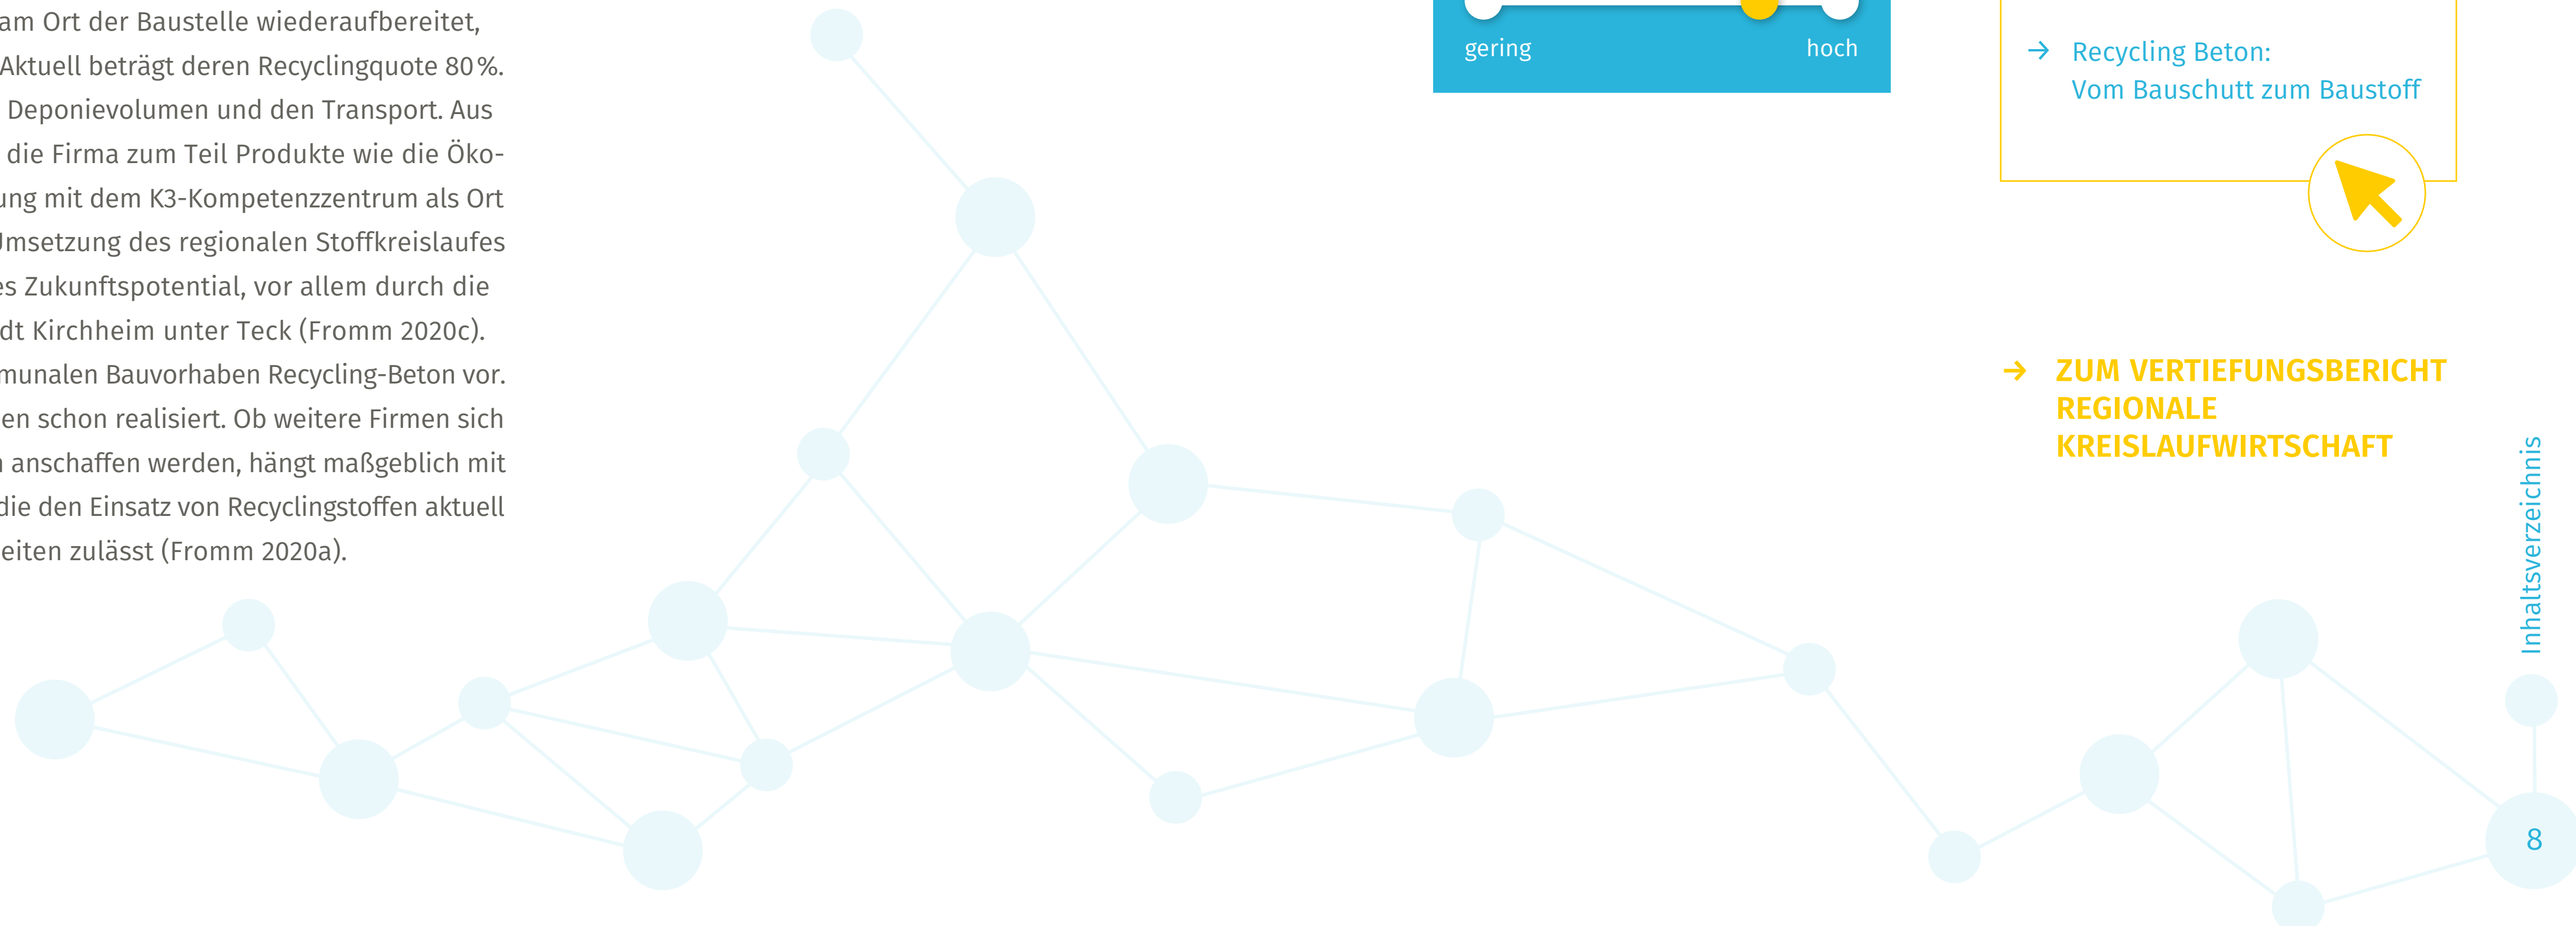 am Ort der Baustelle wiederaufbereitet,
Aktuell beträgt deren Recyclingquote 80 %.
Deponievolumen und den Transport. Aus
die Firma zum Teil Produkte wie die Öko-
ung mit dem K3-Kompetenzzentrum als Ort
Umsetzung des regionalen Stoffkreislaufes
es Zukunftspotential, vor allem durch die
dt Kirchheim unter Teck (Fromm 2020c).
munalen Bauvorhaben Recycling-Beton vor.
en schon realisiert. Ob weitere Firmen sich
n anschaffen werden, hängt maßgeblich mit
die den Einsatz von Recyclingstoffen aktuell
eiten zulässt (Fromm 2020a).
gering hoch
→ Recycling Beton:
Vom Bauschutt zum Baustoff
→ ZUM VERTIEFUNGSBERICHT
REGIONALE
KREISLAUFWIRTSCHAFT
Inhaltsverzeichnis
8